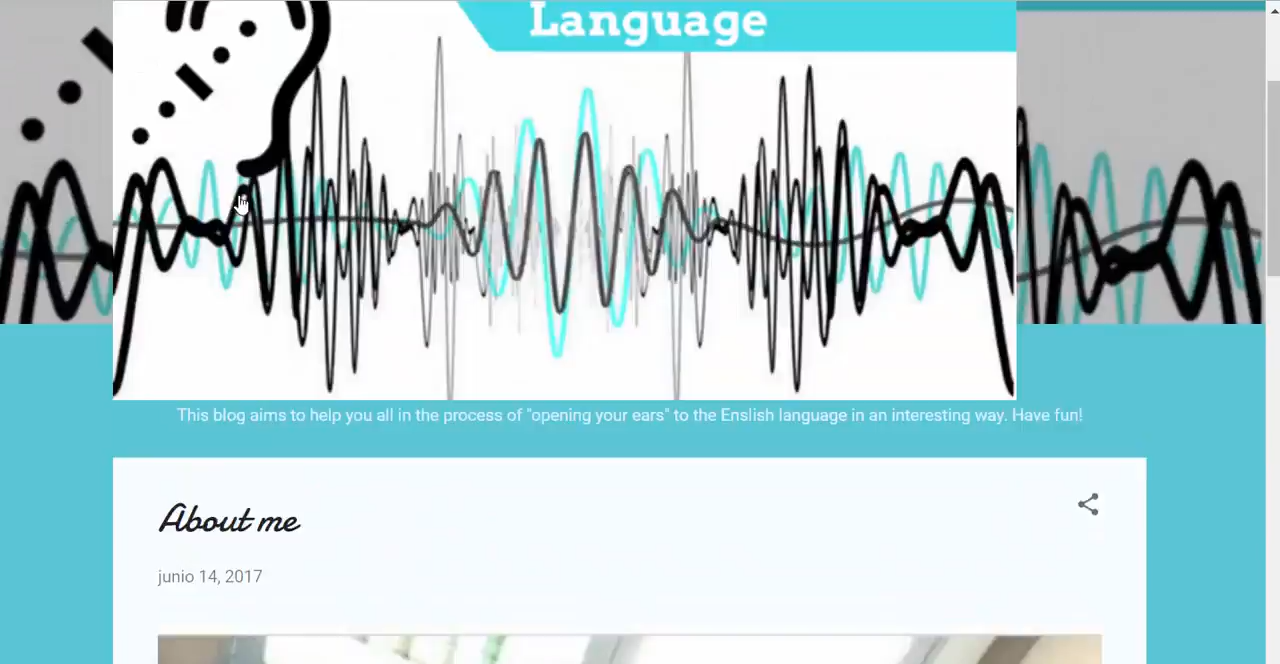 Language
This blog aims to help you all in the process of "opening your ears" to the Enslish language in an interesting way. Have fun!
About me
junio 14, 2017